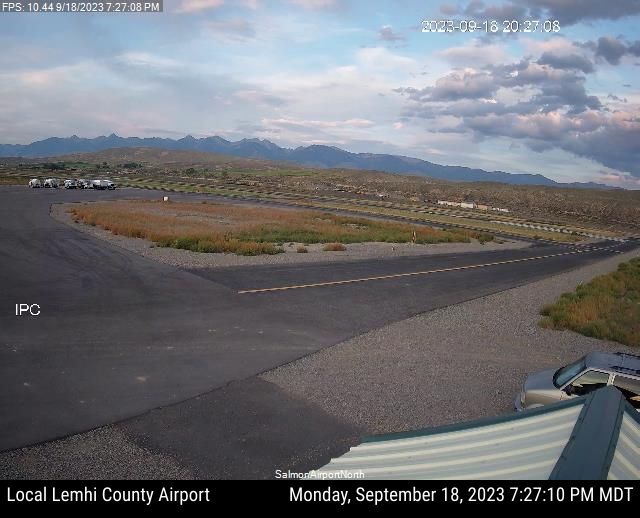 FPS: 10.44 9/18/2023 7:27:08 PM
2023-09-18 20:27:08
IPC
SalmonAirportNorth
Local Lemhi County Airport
Monday, September 18, 2023 7:27:10 PM MDT